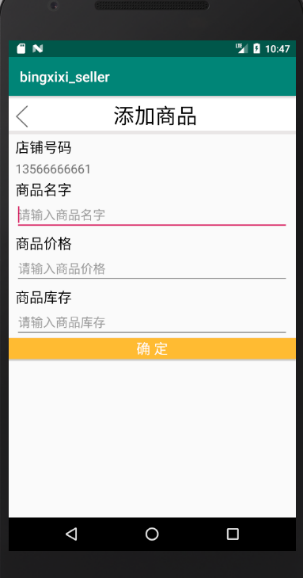 10:47
bingxixi_seller
添加商品
店铺号码
13566666661
商品名字
请输入商品名字
商品价格
请输入商品价格
商品库存
请输入商品库存
确 定